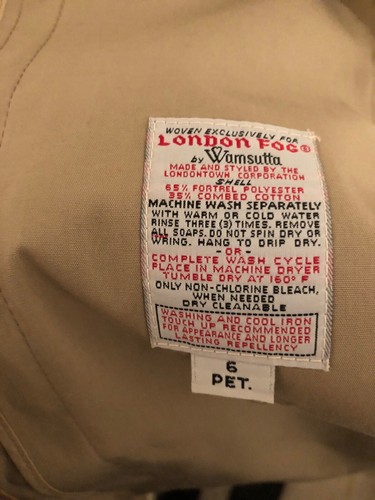 WOVEN EXCLUSIVELY FOR
LONDON FOG®
by Wamsutta
MADE AND STYLED BY THE
LONDONTOWN CORPORATION
SHELL
65% FORTREL POLYESTER
35% COMBED COTTON
MACHINE WASH SEPARATELY
WITH WARM OR COLD WATER
RINSE THREE (3) TIMES. REMOVE
ALL SOAPS. DO NOT SPIN DRY OR
WRING. HANG TO DRIP DRY.
- OR -
COMPLETE WASH CYCLE
PLACE IN MACHINE DRYER
TUMBLE DRY AT 160° F
ONLY NON-CHLORINE BLEACH,
WHEN NEEDED
DRY CLEANABLE
WASHING AND COOL IRON
TOUCH UP RECOMMENDED
FOR APPEARANCE AND LONGER
LASTING REPELLENCY
6
PET.